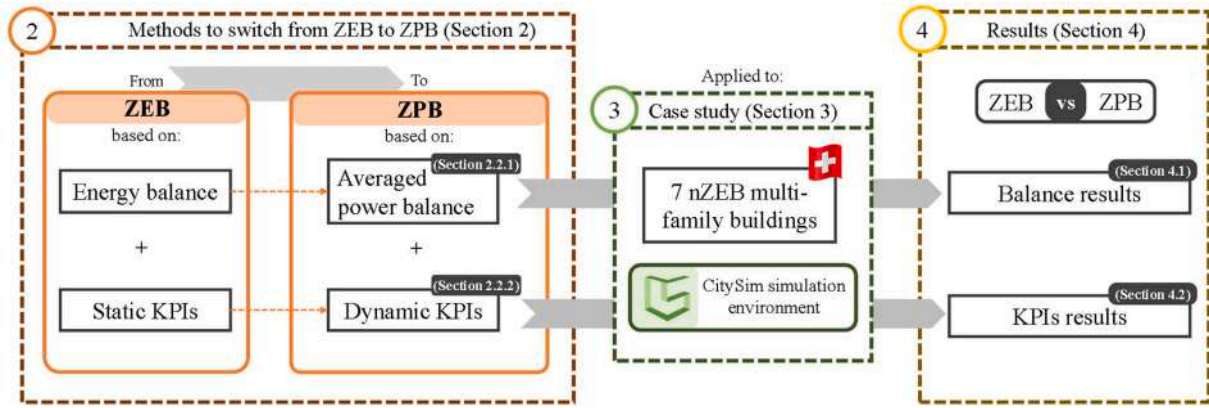 2
Methods to switch from ZEB to ZPB (Section 2)
From
To
ZEB
based on:
Energy balance
+
Static KPIs
ZPB
based on:
(Section 2.2.1)
Averaged
power balance
+
(Section 2.2.2)
Dynamic KPIs
Applied to:
3
Case study (Section 3)
7 nZEB multi-
family buildings
CitySim simulation
environment
4
Results (Section 4)
ZEB vs ZPB
(Section 4.1)
Balance results
(Section 4.2)
KPIs results